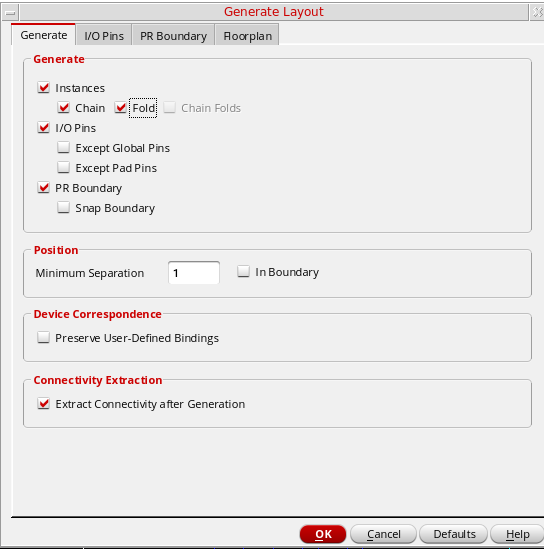 Generate Layout
Generate I/O Pins PR Boundary Floorplan
Generate
Instances
Chain Fold Chain Folds
I/O Pins
Except Global Pins
Except Pad Pins
PR Boundary
Snap Boundary
Position
Minimum Separation 1 In Boundary
Device Correspondence
Preserve User-Defined Bindings
Connectivity Extraction
Extract Connectivity after Generation
OK Cancel Defaults Help